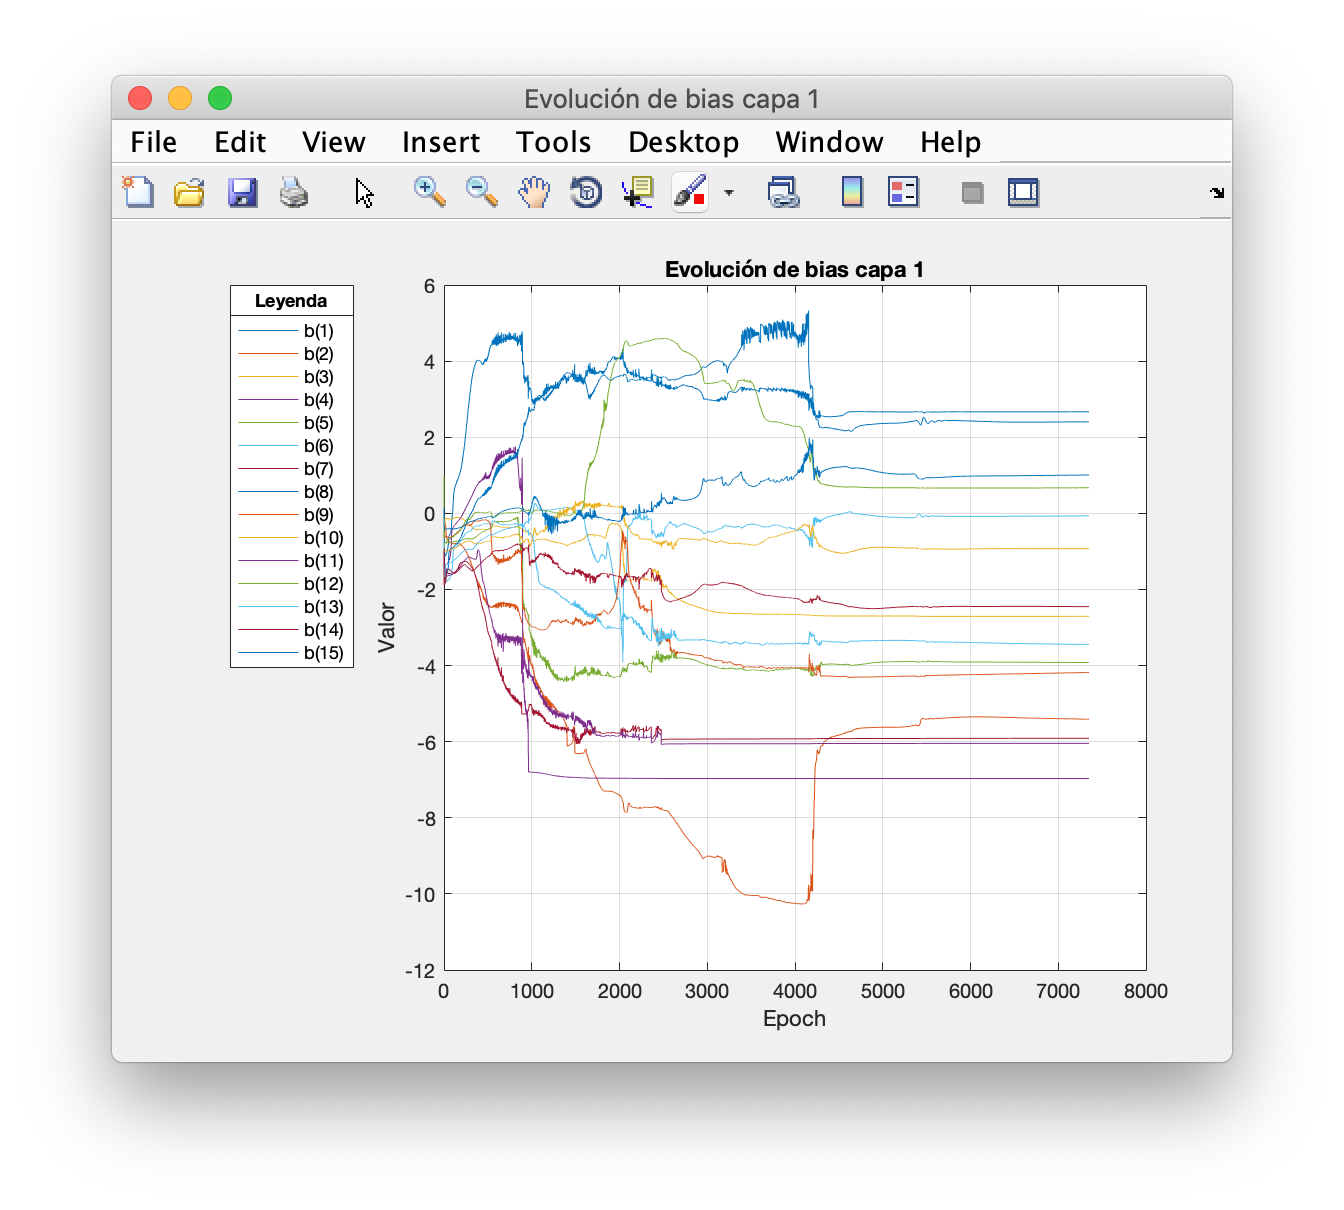 Evolución de bias capa 1
File Edit View Insert Tools Desktop Window Help
Evolución de bias capa 1
Leyenda
b(1)
b(2)
b(3)
b(4)
b(5)
b(6)
b(7)
b(8)
b(9)
b(10)
b(11)
b(12)
b(13)
b(14)
b(15)
Valor
6
4
2
0
-2
-4
-6
-8
-10
-12
0 1000 2000 3000 4000 5000 6000 7000 8000
Epoch